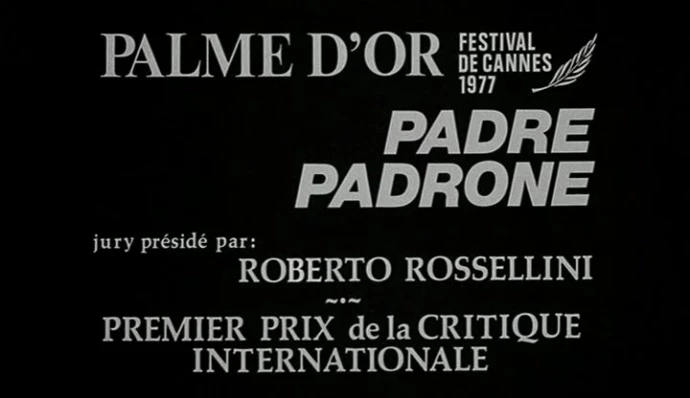 PALME D'OR FESTIVAL
DE CANNES
1977
PADRE
PADRONE
jury présidé par:
ROBERTO ROSSELLINI
~·~
PREMIER PRIX de la CRITIQUE
INTERNATIONALE